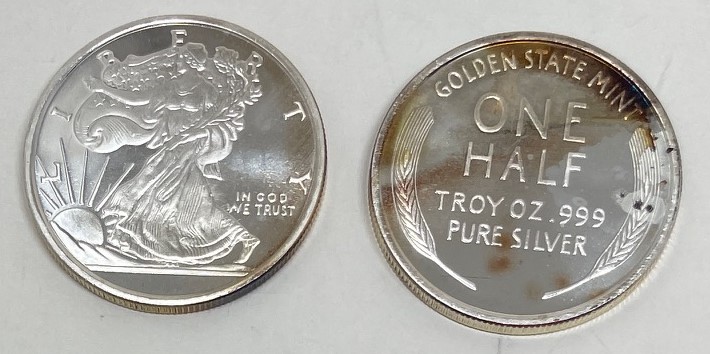 LIBERTY
IN GOD
WE TRUST
GOLDEN STATE MINT
ONE
HALF
TROY OZ .999
PURE SILVER